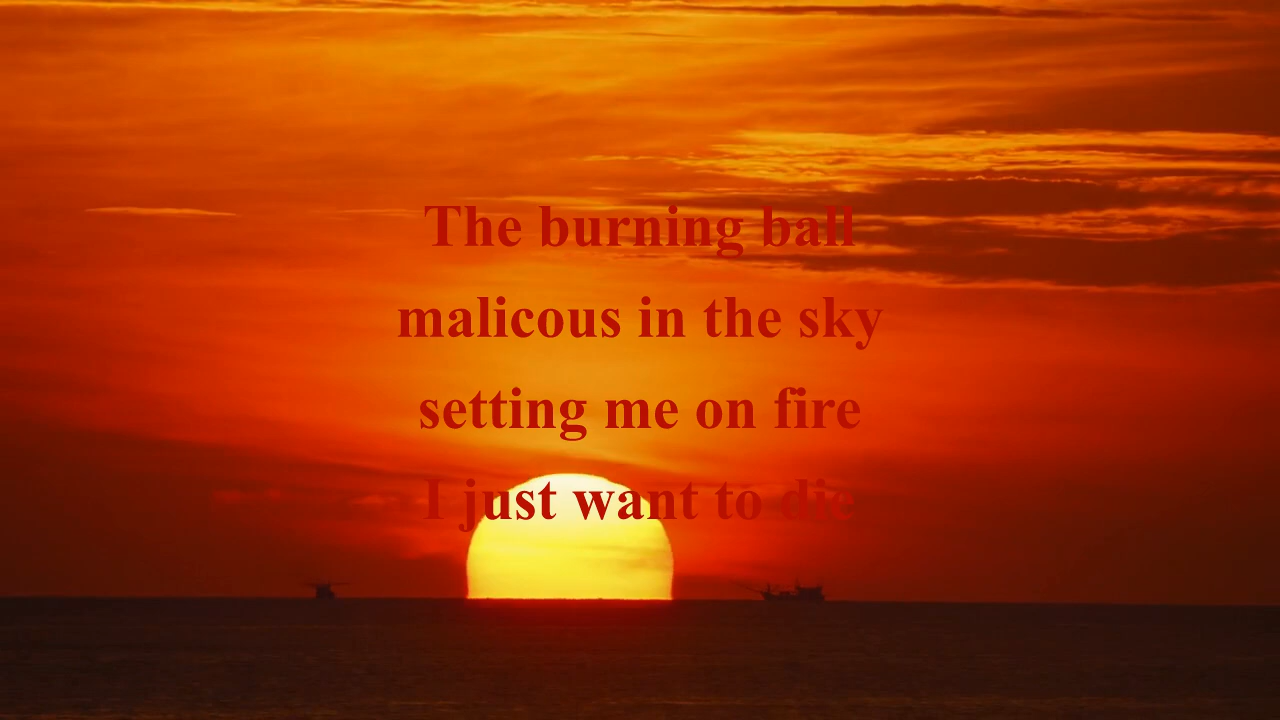 The burning ball
malicous in the sky
setting me on fire
I just want to die